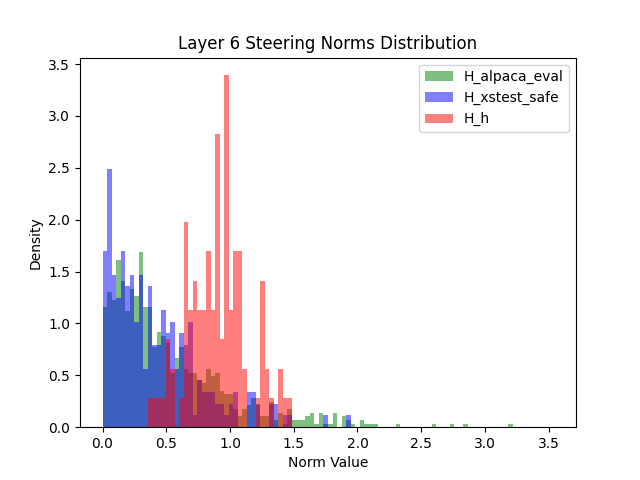 Layer 6 Steering Norms Distribution
H_alpaca_eval
H_xstest_safe
H_h
Density
3.5
3.0
2.5
2.0
1.5
1.0
0.5
0.0
0.0 0.5 1.0 1.5 2.0 2.5 3.0 3.5
Norm Value